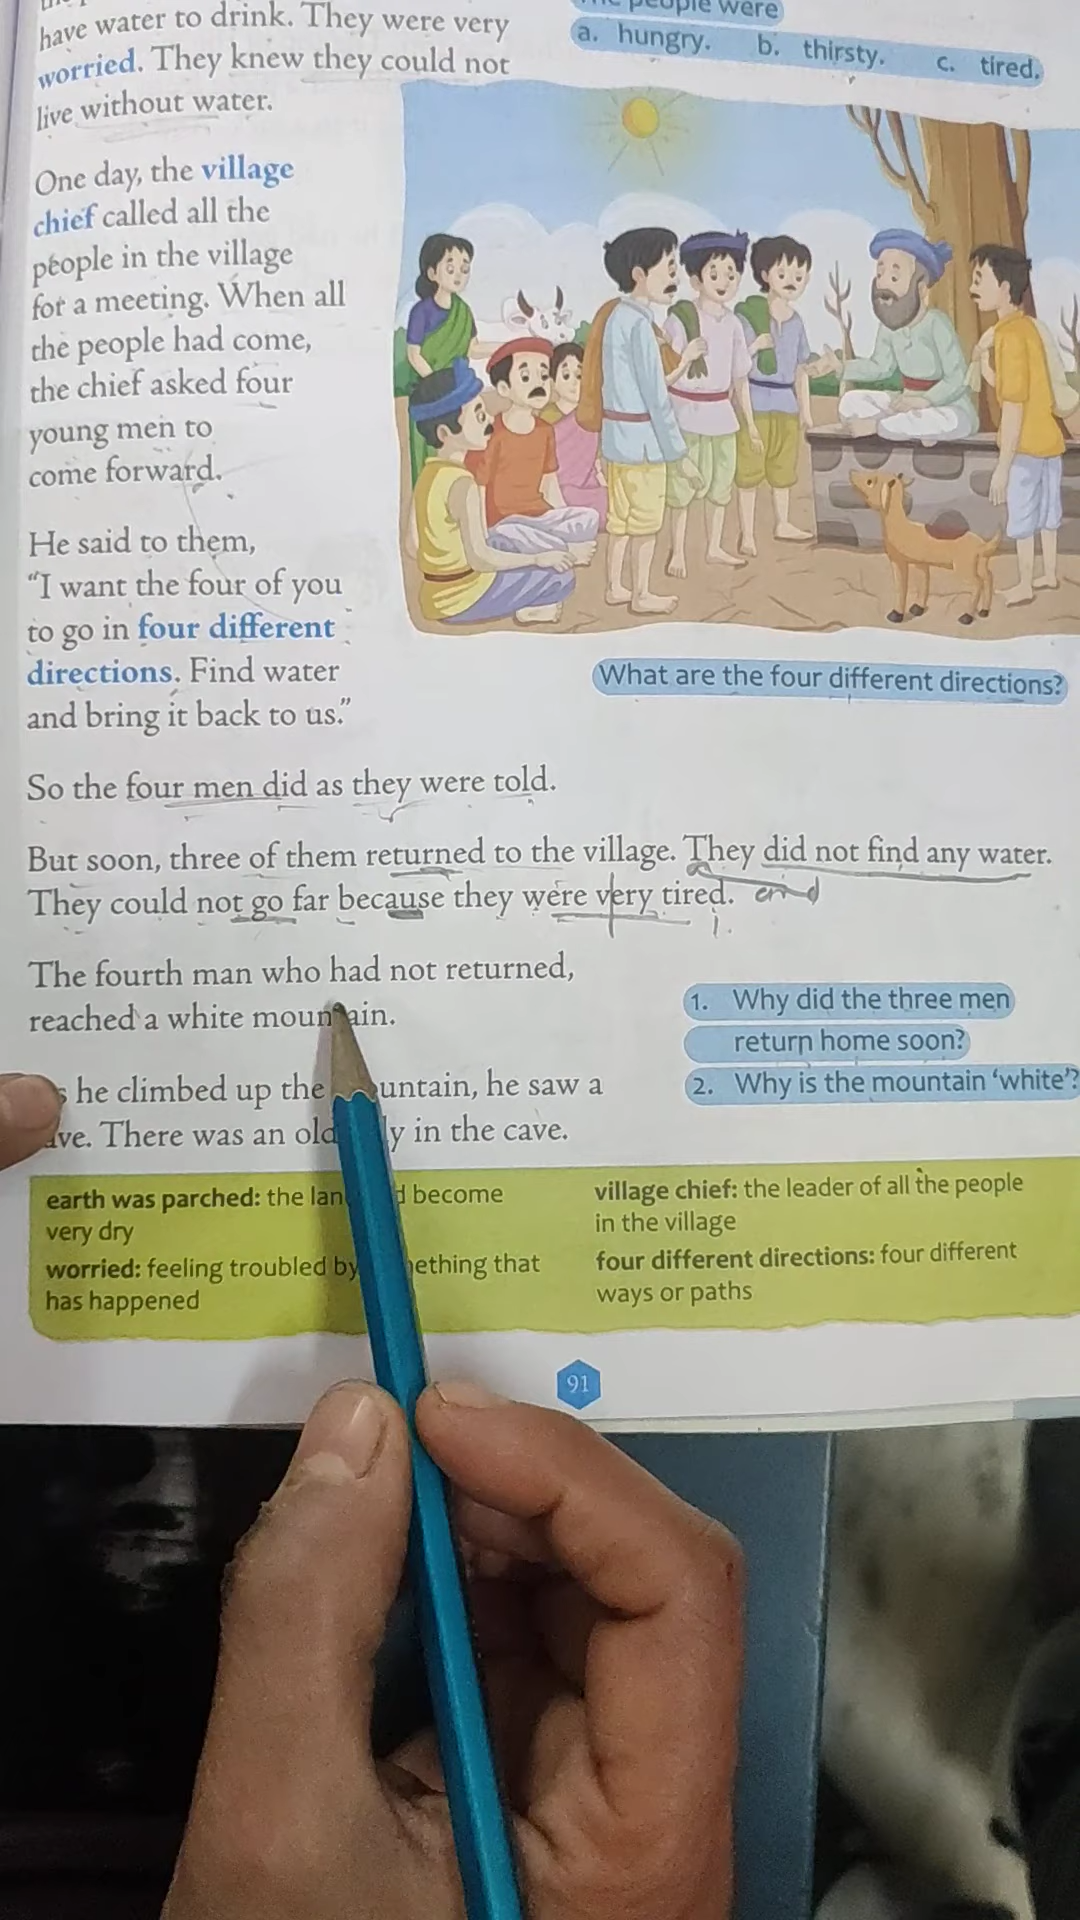 have water to drink. They were very
worried. They knew they could not
live without water.
people were
a. hungry. b. thirsty. c. tired.
One day, the village
chief called all the
people in the village
for a meeting. When all
the people had come,
the chief asked four
young men to
come forward.
He said to them,
"I want the four of you
to go in four different
directions. Find water
and bring it back to us."
What are the four different directions?
So the four men did as they were told.
But soon, three of them returned to the village. They did not find any water.
They could not go far because they were very tired. and
The fourth man who had not returned,
reached a white mountain.
he climbed up the mountain, he saw a
There was an old in the cave.
1. Why did the three men
return home soon?
2. Why is the mountain 'white'?
earth was parched: the land become
very dry
worried: feeling troubled by something that
has happened
village chief: the leader of all the people
in the village
four different directions: four different
ways or paths
91